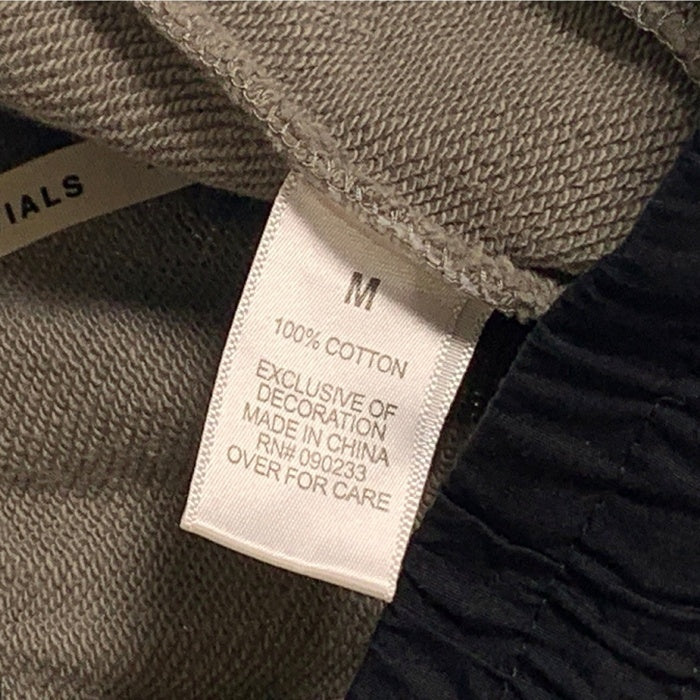 IALS
M
100% COTTON
EXCLUSIVE OF
DECORATION
MADE IN CHINA
RN# 090233
OVER FOR CARE